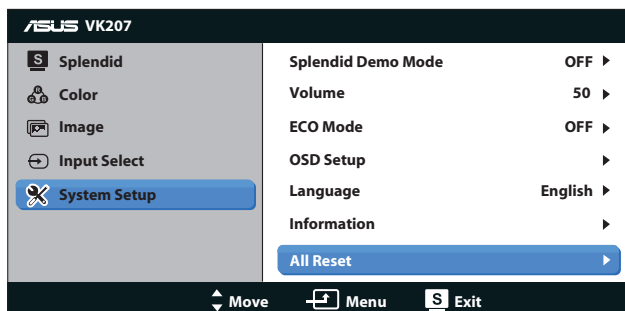 ASUS VK207
S Splendid
Color
Image
Input Select
System Setup
Splendid Demo Mode OFF
Volume 50
ECO Mode OFF
OSD Setup
Language English
Information
All Reset
Move Menu S Exit